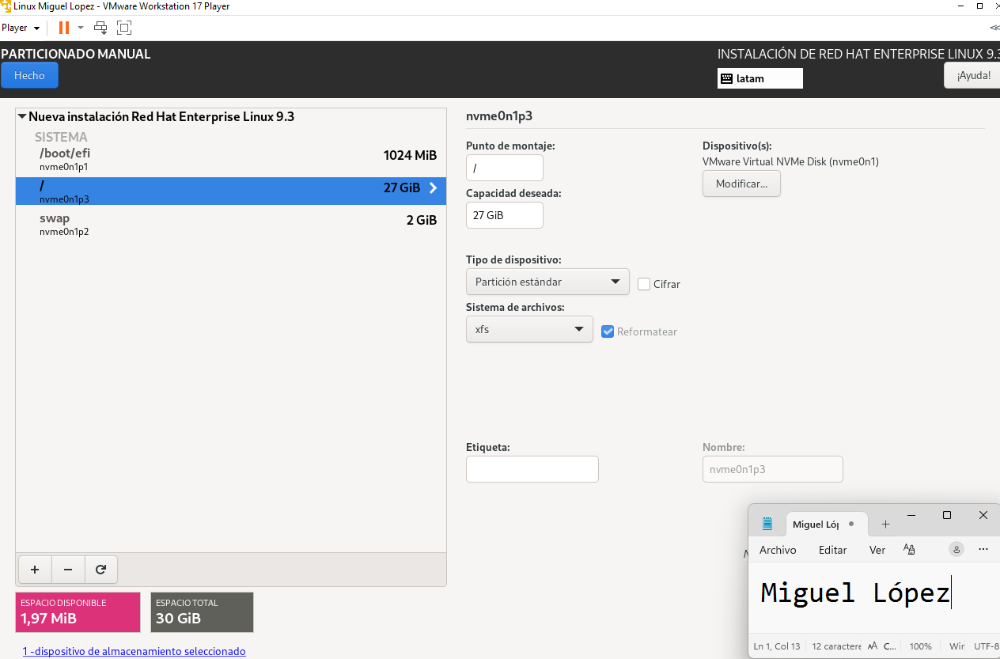 Linux Miguel Lopez - VMware Workstation 17 Player
Player
PARTICIONADO MANUAL
INSTALACIÓN DE RED HAT ENTERPRISE LINUX 9.3
Hecho
latam
¡Ayuda!
Nueva instalación Red Hat Enterprise Linux 9.3
SISTEMA
/boot/efi
1024 MiB
nvme0n1p1
/
27 GiB
nvme0n1p3
swap
2 GiB
nvme0n1p2
nvme0n1p3
Punto de montaje:
/
Capacidad deseada:
27 GiB
Dispositivo(s):
VMware Virtual NVMe Disk (nvme0n1)
Modificar...
Tipo de dispositivo:
Partición estándar
Cifrar
Sistema de archivos:
xfs
Reformatear
Etiqueta:
Nombre:
nvme0n1p3
+ −
ESPACIO DISPONIBLE
1,97 MiB
ESPACIO TOTAL
30 GiB
1 -dispositivo de almacenamiento seleccionado
Miguel Lóp
Archivo Editar Ver
Miguel López
Ln 1, Col 13 12 caractere C... 100% Wir UTF-8